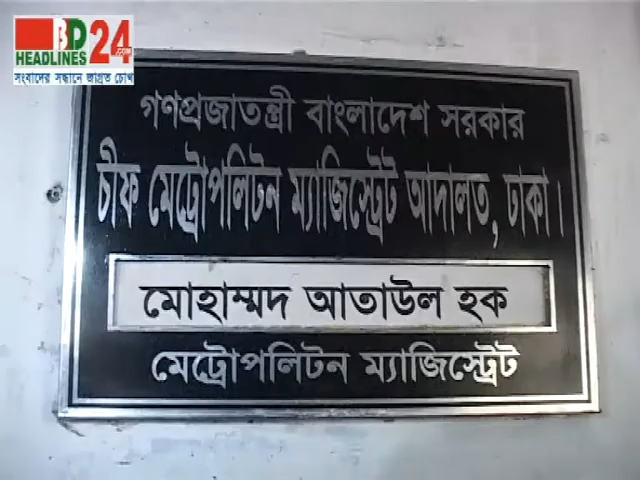 BD 24 .COM
HEADLINES
সংবাদের সন্ধানে জাগ্রত চোখ
গণপ্রজাতন্ত্রী বাংলাদেশ সরকার
চীফ মেট্রোপলিটন ম্যাজিস্ট্রেট আদালত, ঢাকা।
মোহাম্মদ আতাউল হক
মেট্রোপলিটন ম্যাজিস্ট্রেট